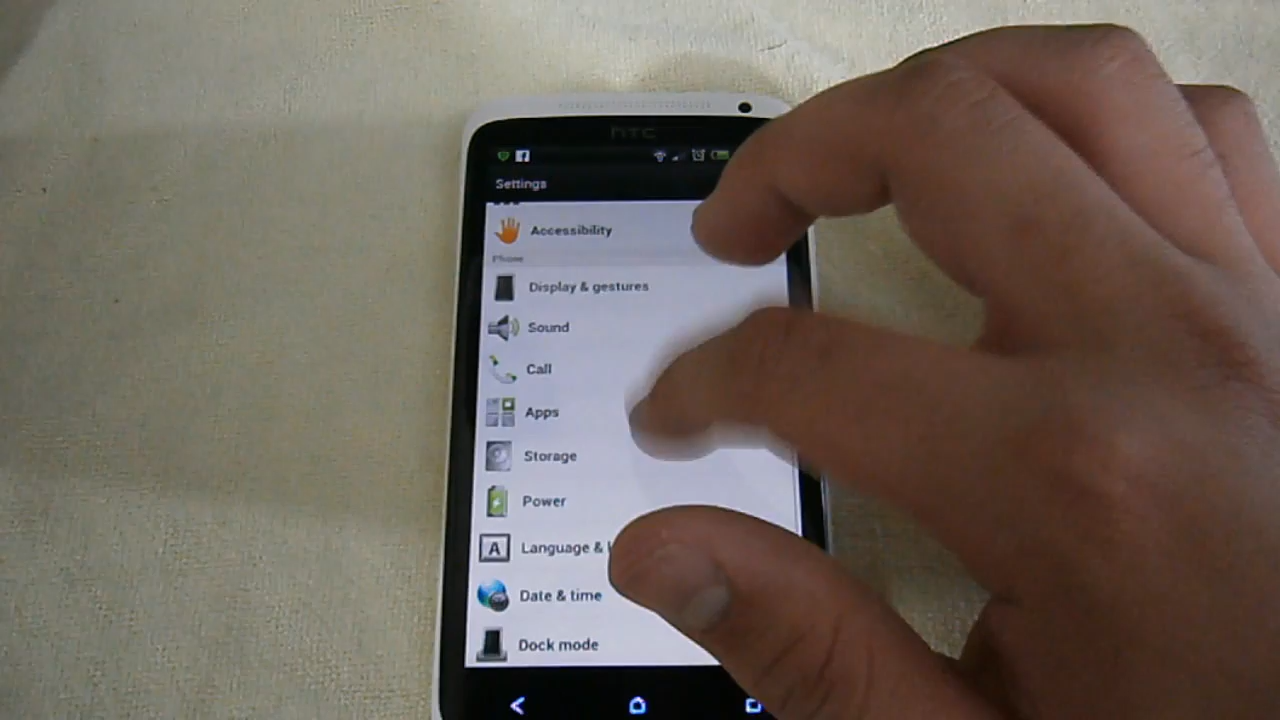 hTC
Settings
Accessibility
Phone
Display & gestures
Sound
Call
Apps
Storage
Power
A Language &
Date & time
Dock mode